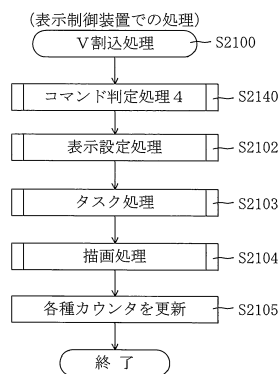 (表示制御装置での処理)
V割込処理 S2100
コマンド判定処理4 S2140
表示設定処理 S2102
タスク処理 S2103
描画処理 S2104
各種カウンタを更新 S2105
終了